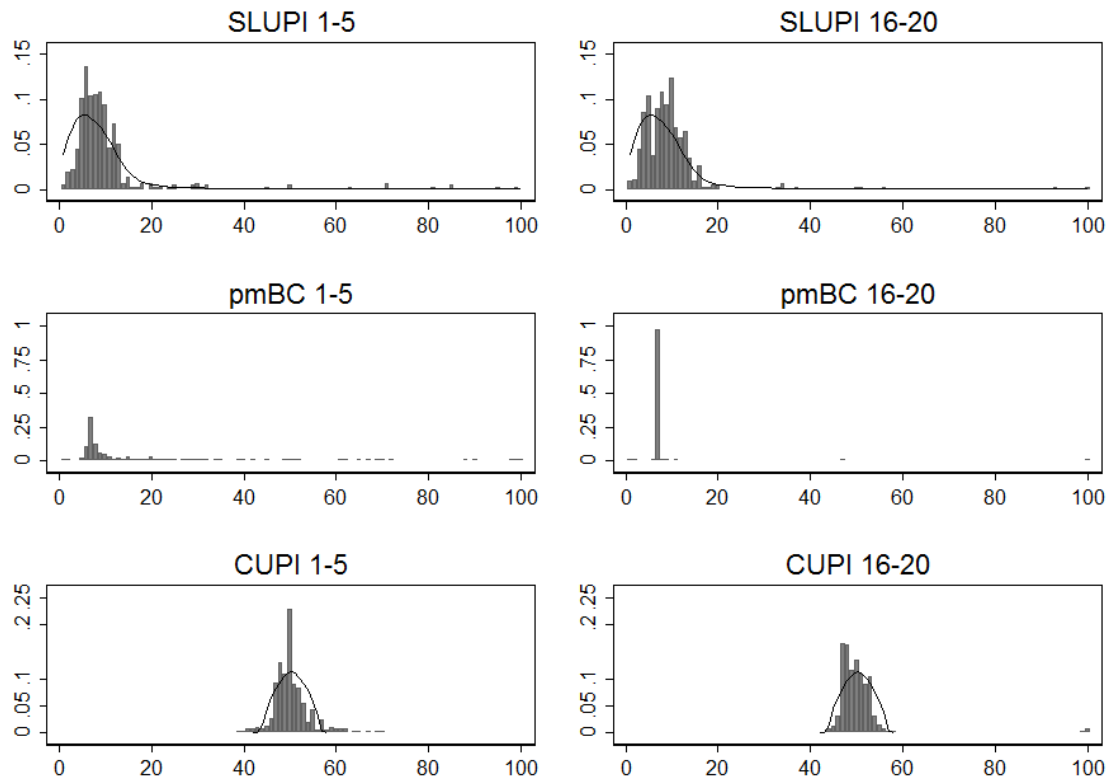 SLUPI 1-5
SLUPI 16-20
0 .05 .1 .15
0 20 40 60 80 100
0 .05 .1 .15
0 20 40 60 80 100
pmBC 1-5
pmBC 16-20
0 .25 .5 .75 1
0 20 40 60 80 100
0 .25 .5 .75 1
0 20 40 60 80 100
CUPI 1-5
CUPI 16-20
0 .05 .1 .2 .25
0 20 40 60 80 100
0 .05 .1 .2 .25
0 20 40 60 80 100